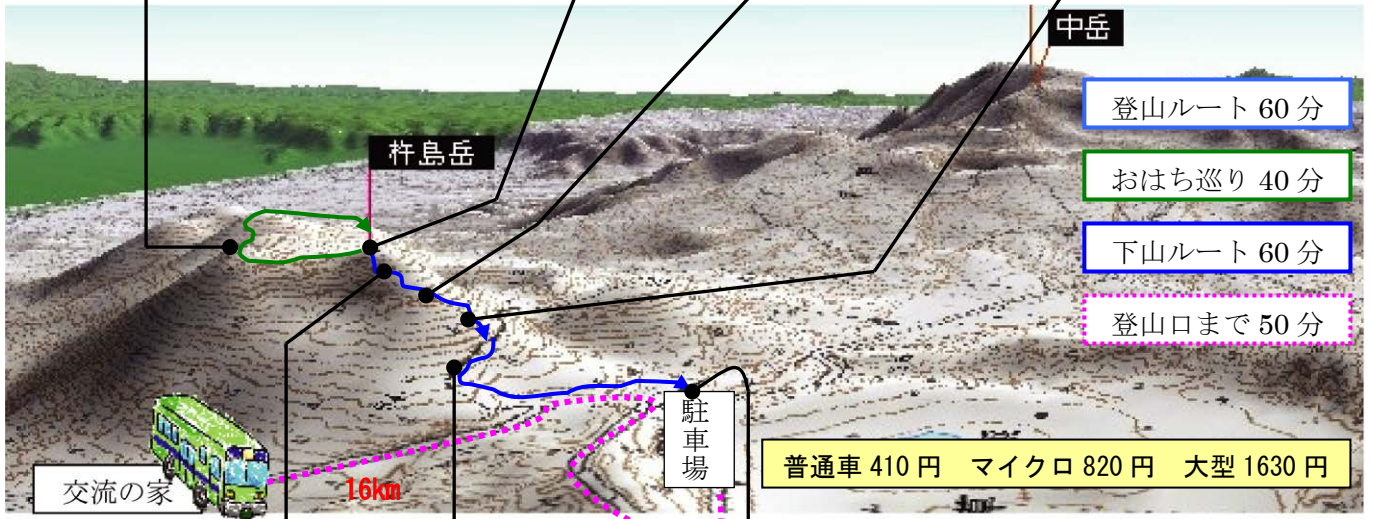 中岳
杵島岳
登山ルート 60 分
おはち巡り 40 分
下山ルート 60 分
登山口まで 50 分
駐車場
普通車 410 円 マイクロ 820 円 大型 1630 円
交流の家
16km